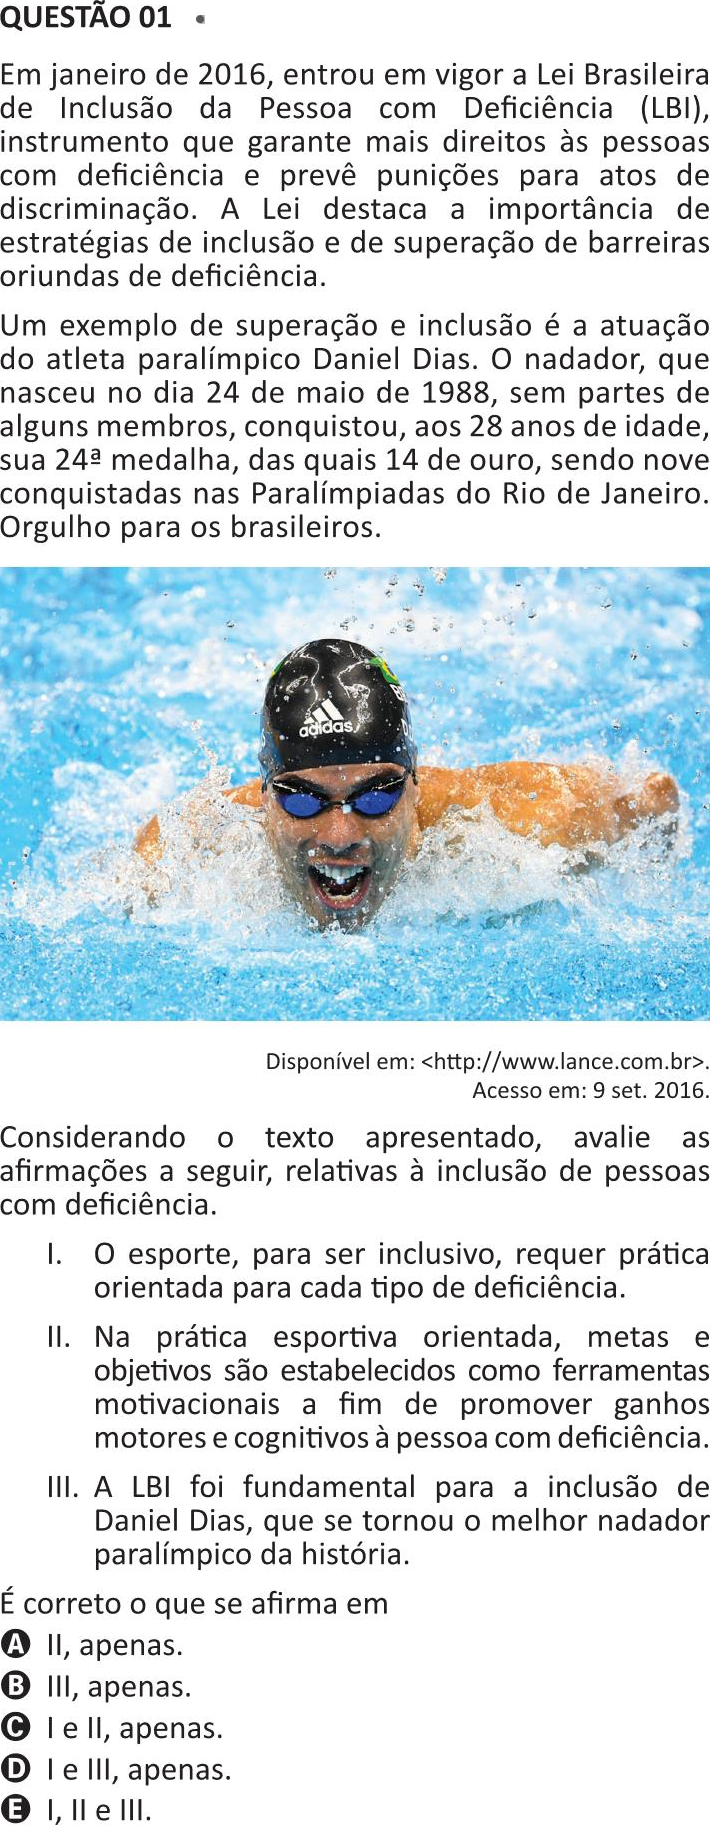 QUESTÃO 01
Em janeiro de 2016, entrou em vigor a Lei Brasileira
de Inclusão da Pessoa com Deficiência (LBI),
instrumento que garante mais direitos às pessoas
com deficiência e prevê punições para atos de
discriminação. A Lei destaca a importância de
estratégias de inclusão e de superação de barreiras
oriundas de deficiência.
Um exemplo de superação e inclusão é a atuação
do atleta paralímpico Daniel Dias. O nadador, que
nasceu no dia 24 de maio de 1988, sem partes de
alguns membros, conquistou, aos 28 anos de idade,
sua 24ª medalha, das quais 14 de ouro, sendo nove
conquistadas nas Paralímpiadas do Rio de Janeiro.
Orgulho para os brasileiros.
adidas
Disponível em: <http://www.lance.com.br>.
Acesso em: 9 set. 2016.
Considerando o texto apresentado, avalie as
afirmações a seguir, relativas à inclusão de pessoas
com deficiência.
I. O esporte, para ser inclusivo, requer prática
orientada para cada tipo de deficiência.
II. Na prática esportiva orientada, metas e
objetivos são estabelecidos como ferramentas
motivacionais a fim de promover ganhos
motores e cognitivos à pessoa com deficiência.
III. A LBI foi fundamental para a inclusão de
Daniel Dias, que se tornou o melhor nadador
paralímpico da história.
É correto o que se afirma em
A II, apenas.
B III, apenas.
C I e II, apenas.
D I e III, apenas.
E I, II e III.